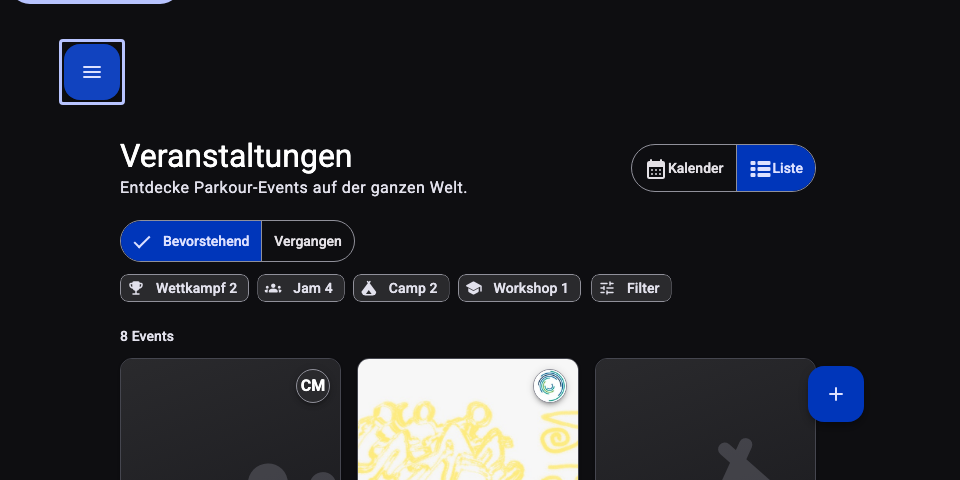 Veranstaltungen
Entdecke Parkour-Events auf der ganzen Welt.
Kalender
Liste
Bevorstehend
Vergangen
Wettkampf 2
Jam 4
Camp 2
Workshop 1
Filter
8 Events
CM